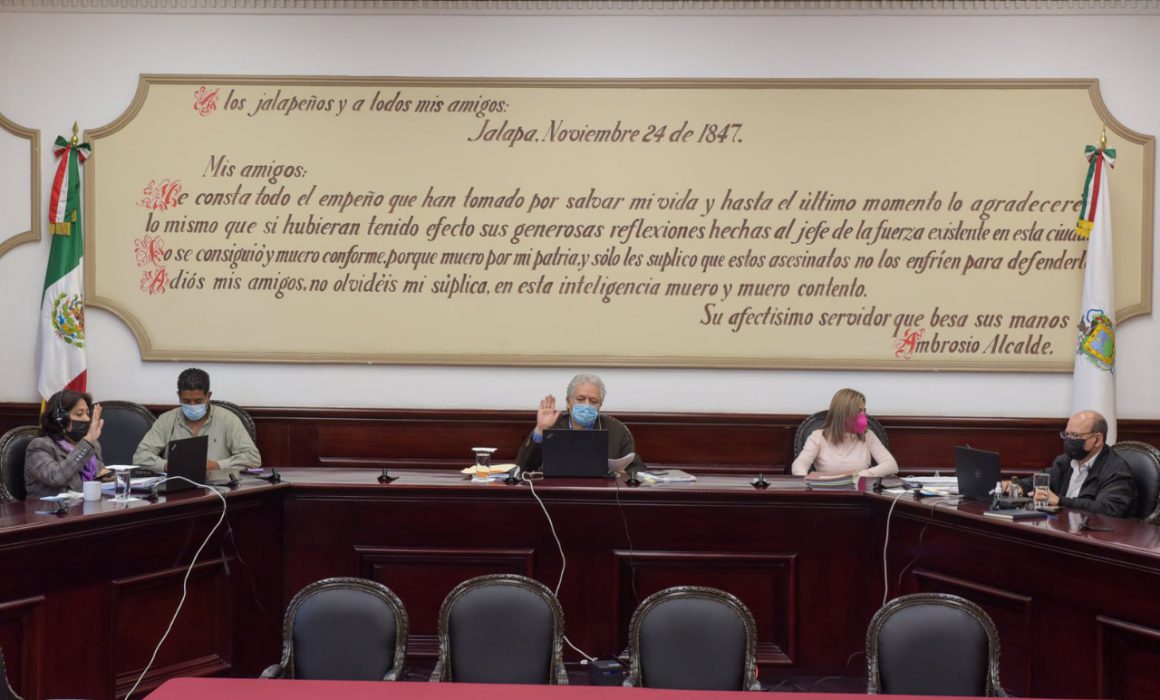 A los jalapeños y a todos mis amigos:
Jalapa, Noviembre 24 de 1847.
Mis amigos:
Me consta todo el empeño que han tomado por salvar mi vida y hasta el último momento lo agradeceré
lo mismo que si hubieran tenido efecto sus generosas reflexiones hechas al jefe de la fuerza existente en esta ciudad
No se consiguió y muero conforme, porque muero por mi patria, y sólo les suplico que estos asesinatos no los enfríen para defenderla
Adiós mis amigos, no olvidéis mi súplica, en esta inteligencia muero y muero contento.
Su afectísimo servidor que besa sus manos
Ambrosio Alcalde.